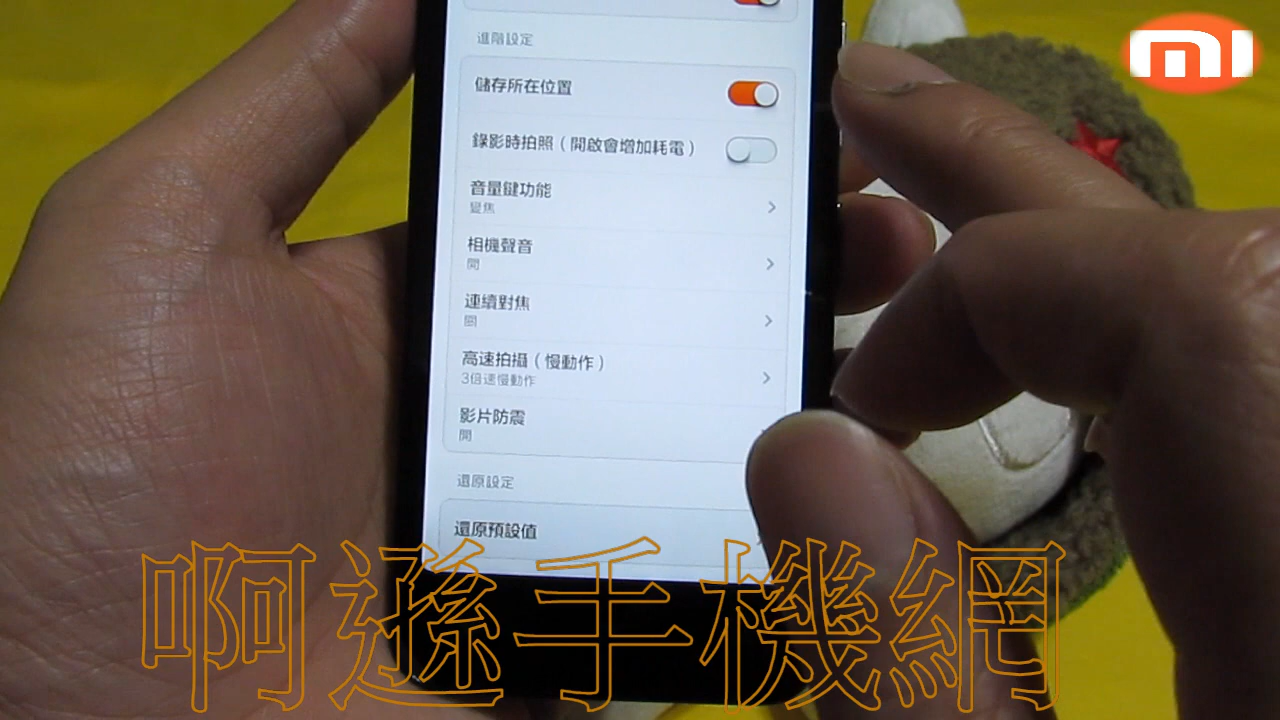 mi
進階設定
儲存所在位置
錄影時拍照(開啟會增加耗電)
音量鍵功能
變焦
相機聲音
開
連續對焦
關
高速拍攝(慢動作)
3倍速慢動作
影片防震
開
還原設定
還原預設值
啊遜手機網